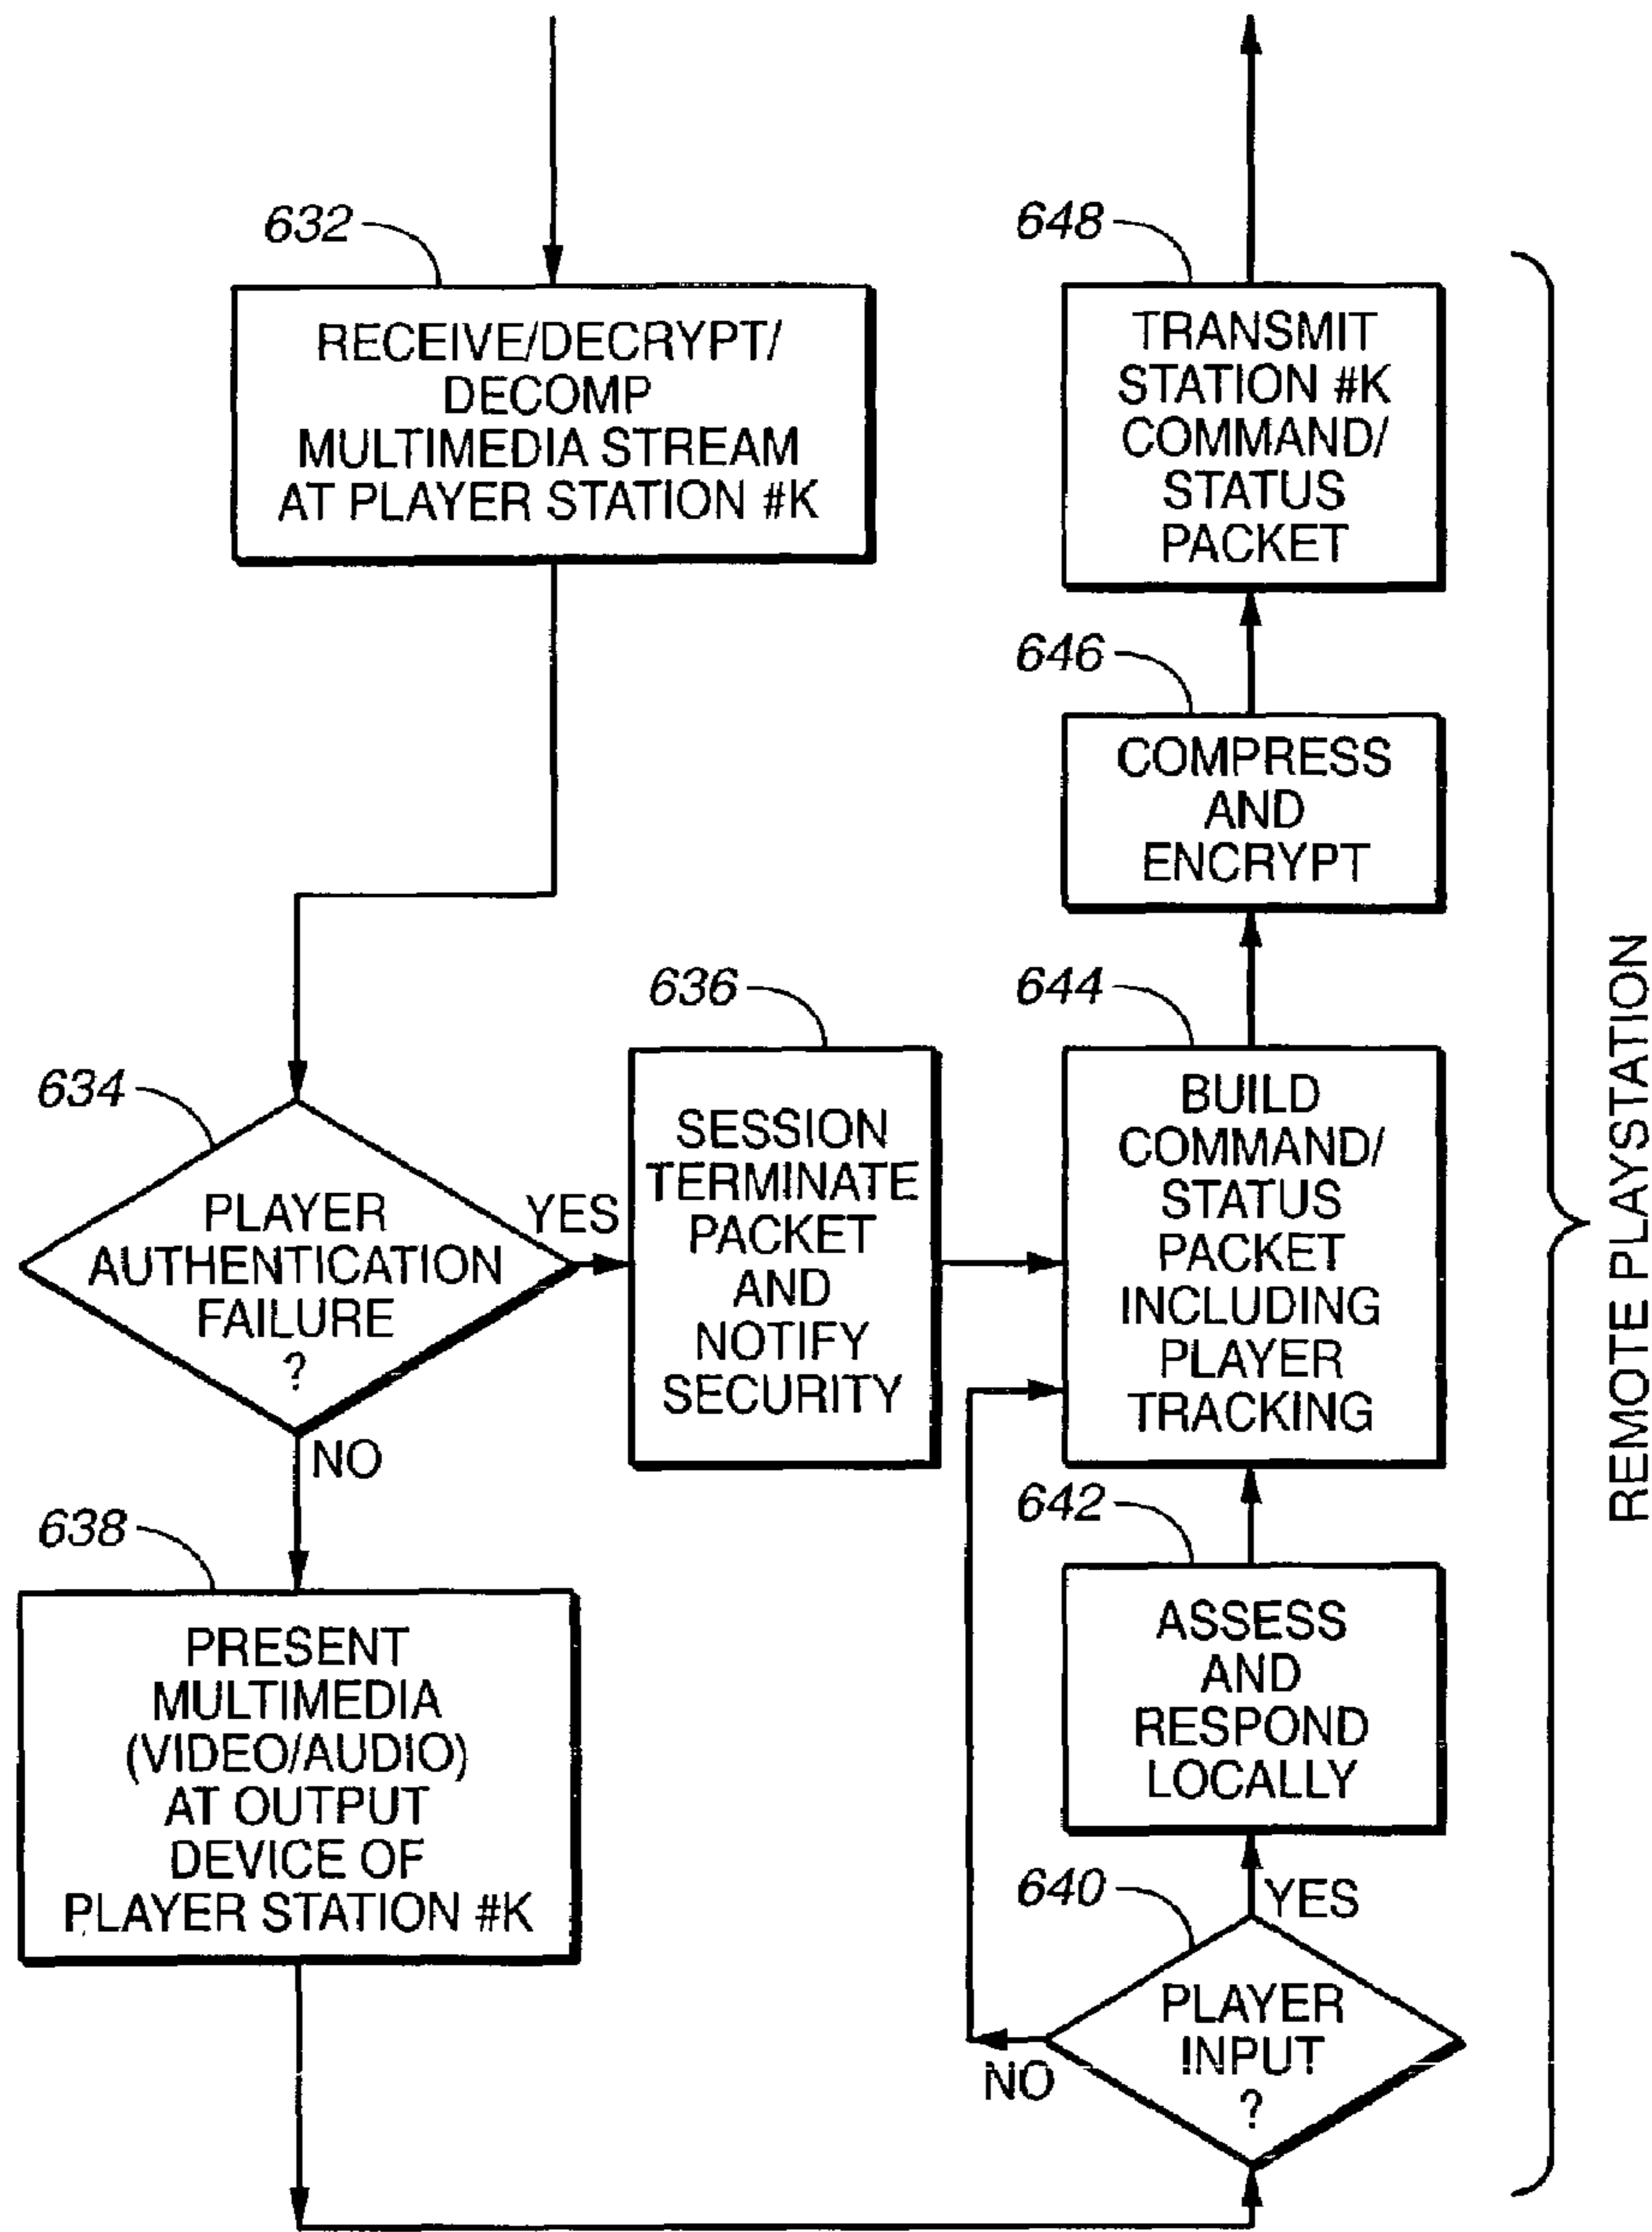 632
RECEIVE/DECRYPT/
DECOMP
MULTIMEDIA STREAM
AT PLAYER STATION #K
634
PLAYER
AUTHENTICATION
FAILURE
?
YES
NO
636
SESSION
TERMINATE
PACKET
AND
NOTIFY
SECURITY
638
PRESENT
MULTIMEDIA
(VIDEO/AUDIO)
AT OUTPUT
DEVICE OF
PLAYER STATION #K
648
TRANSMIT
STATION #K
COMMAND/
STATUS
PACKET
646
COMPRESS
AND
ENCRYPT
644
BUILD
COMMAND/
STATUS
PACKET
INCLUDING
PLAYER
TRACKING
642
ASSESS
AND
RESPOND
LOCALLY
640
YES
PLAYER
INPUT
?
NO
REMOTE PLAYSTATION